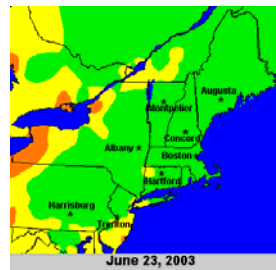 Augusta
Montpelier
Concord
Albany
Boston
Hartford
Harrisburg
Trenton
June 23, 2003